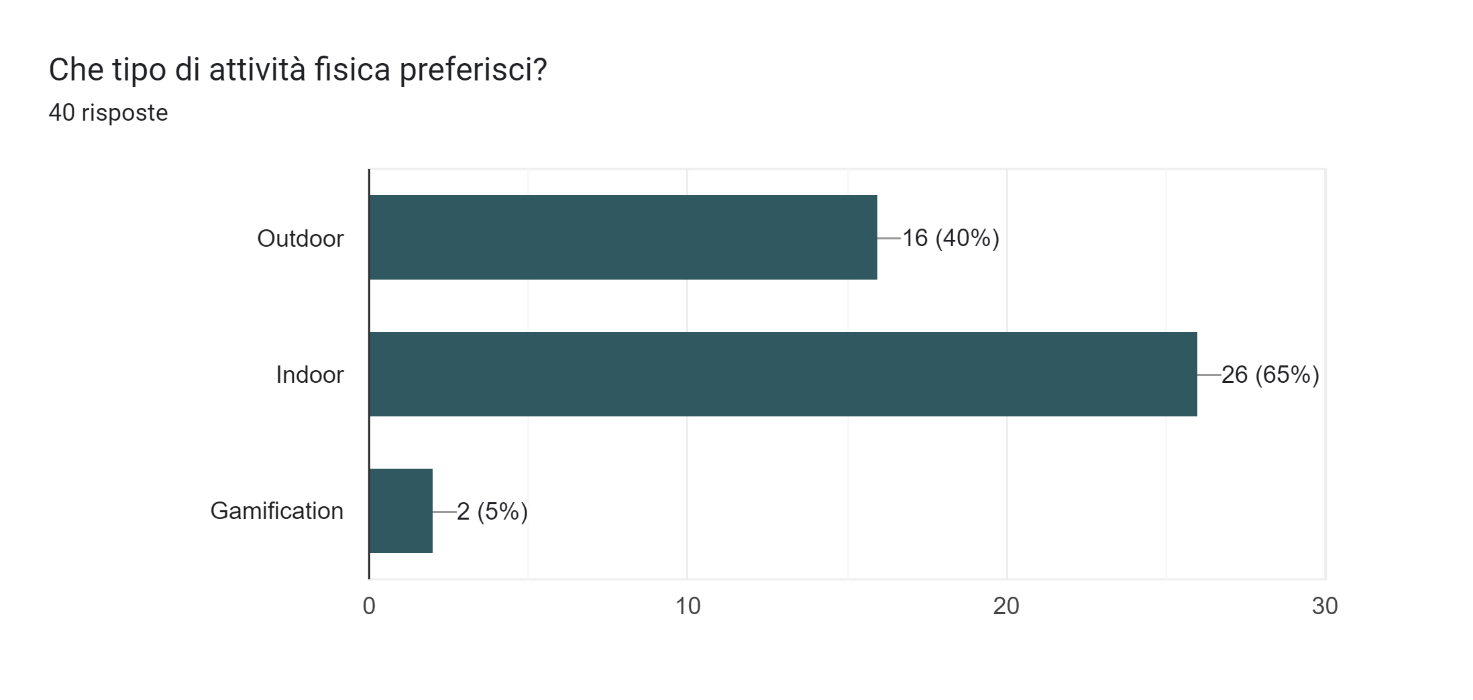 Che tipo di attività fisica preferisci?
40 risposte
Outdoor
16 (40%)
Indoor
26 (65%)
Gamification
2 (5%)
0
10
20
30